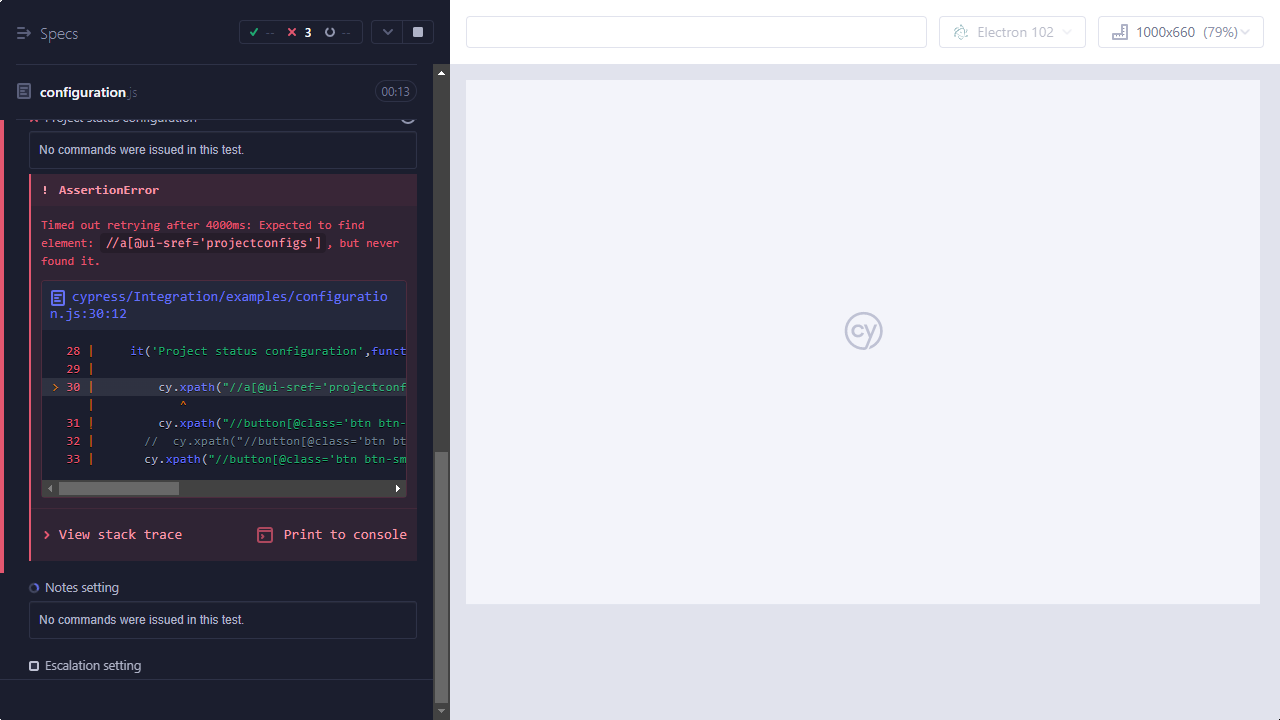 Specs
--
3
--
Electron 102
1000x660 (79%)
configuration.js
00:13
Project status configuration
No commands were issued in this test.
! AssertionError
Timed out retrying after 4000ms: Expected to find
element: //a[@ui-sref='projectconfigs'], but never
found it.
cypress/Integration/examples/configuratio
n.js:30:12
28 | it('Project status configuration',funct
29 |
> 30 | cy.xpath("//a[@ui-sref='projectconf
| ^
31 | cy.xpath("//button[@class='btn btn-
32 | // cy.xpath("//button[@class='btn bt
33 | cy.xpath("//button[@class='btn btn-sm
View stack trace
Print to console
Notes setting
No commands were issued in this test.
Escalation setting
cy